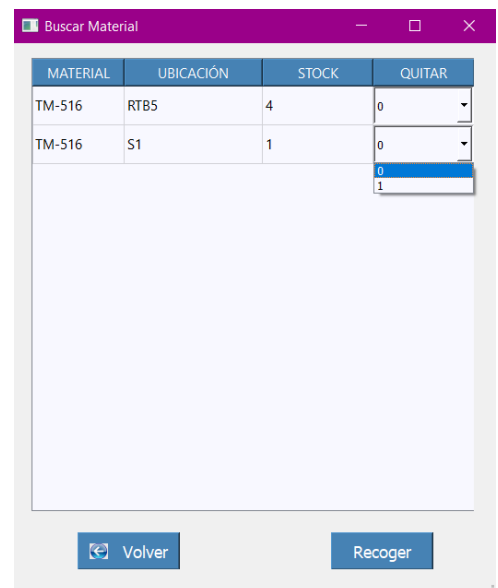 Buscar Material
MATERIAL UBICACIÓN STOCK QUITAR
TM-516 RTB5 4 0
TM-516 S1 1 0
0
1
Volver Recoger